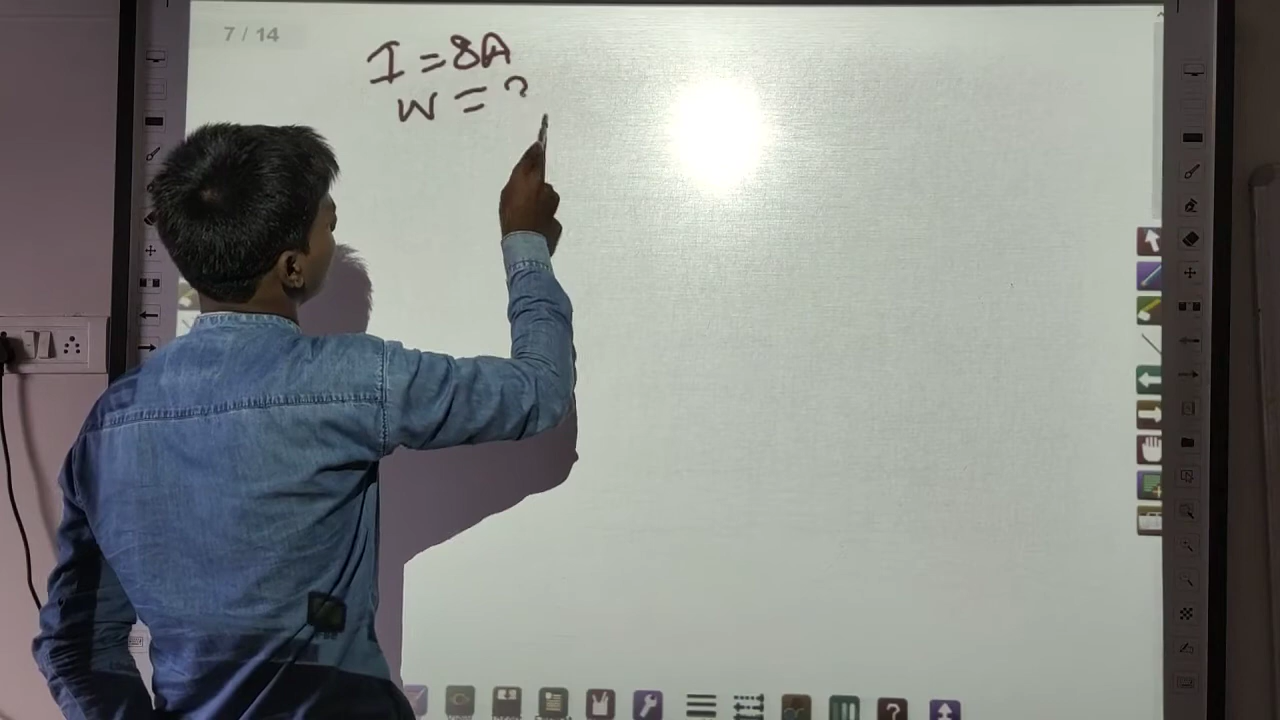 7 / 14
I = 8A
W = ?